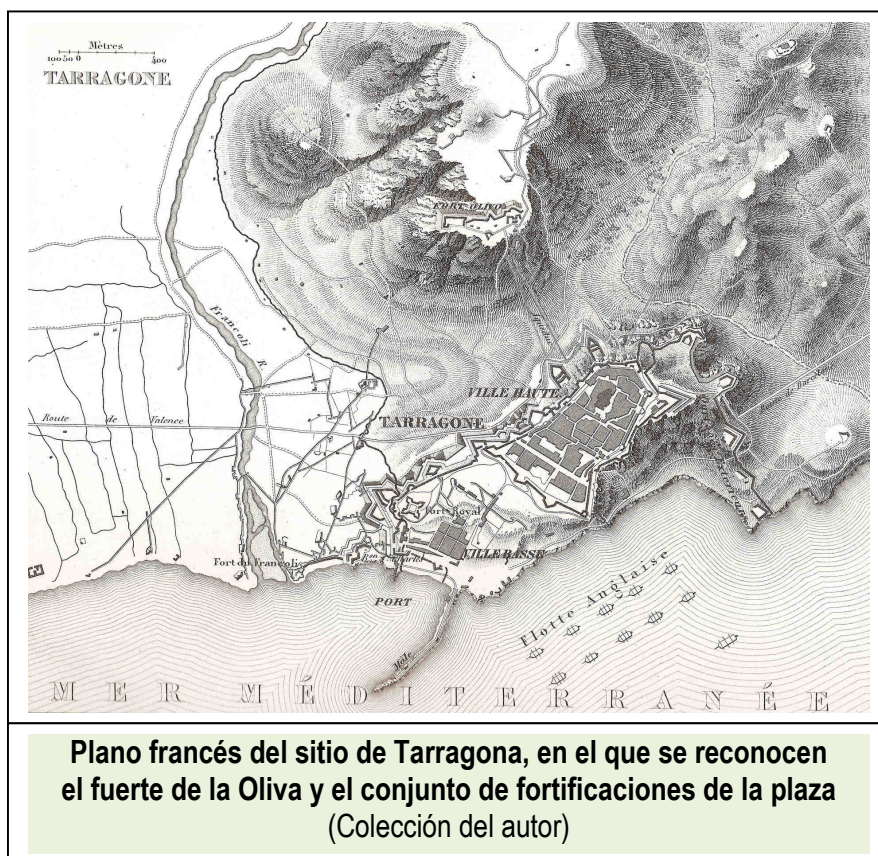 Mètres
100 50 0 400
TARRAGONE
FORT OLIVO
Francoli R.
VILLE HAUTE
TARRAGONE
Route de Valence
Fort Royal
VILLE BASSE
Fort du Francoli
PORT
Môle
Flotte Anglaise
MER MÉDITERRANÉE
Plano francés del sitio de Tarragona, en el que se reconocen
el fuerte de la Oliva y el conjunto de fortificaciones de la plaza
(Colección del autor)